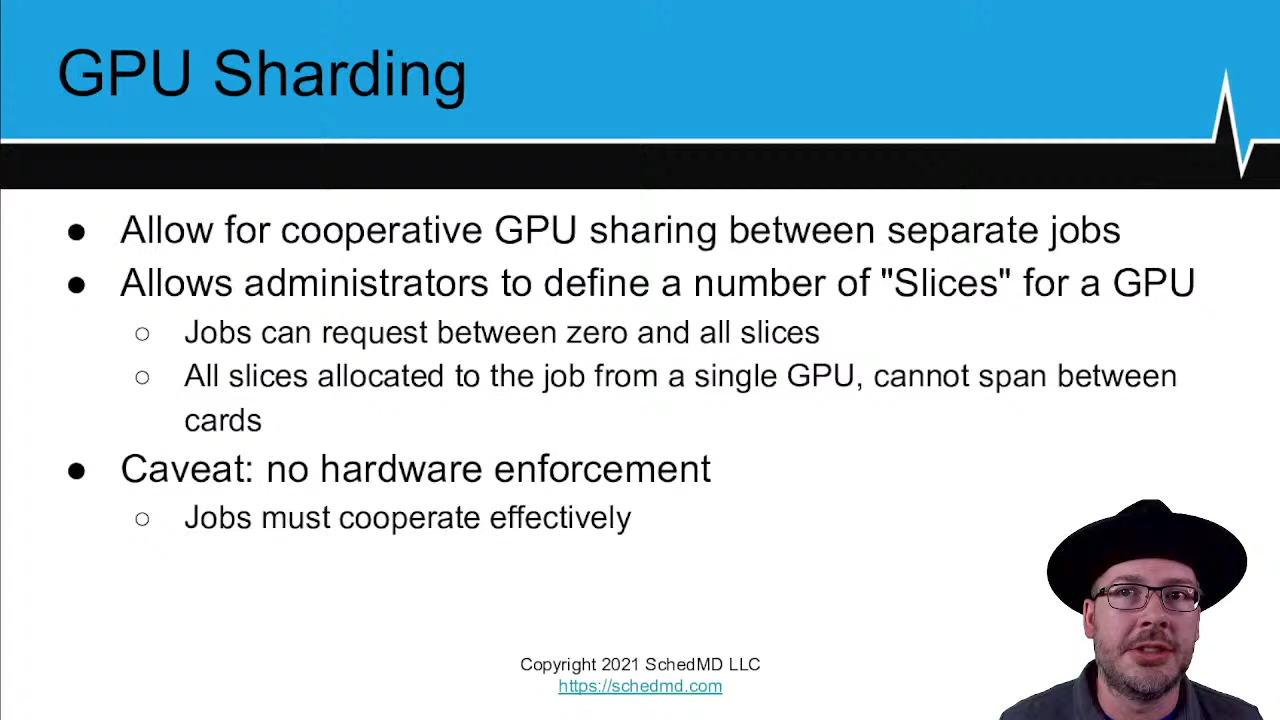 GPU Sharding
● Allow for cooperative GPU sharing between separate jobs
● Allows administrators to define a number of "Slices" for a GPU
○ Jobs can request between zero and all slices
○ All slices allocated to the job from a single GPU, cannot span between
cards
● Caveat: no hardware enforcement
○ Jobs must cooperate effectively
Copyright 2021 SchedMD LLC
https://schedmd.com